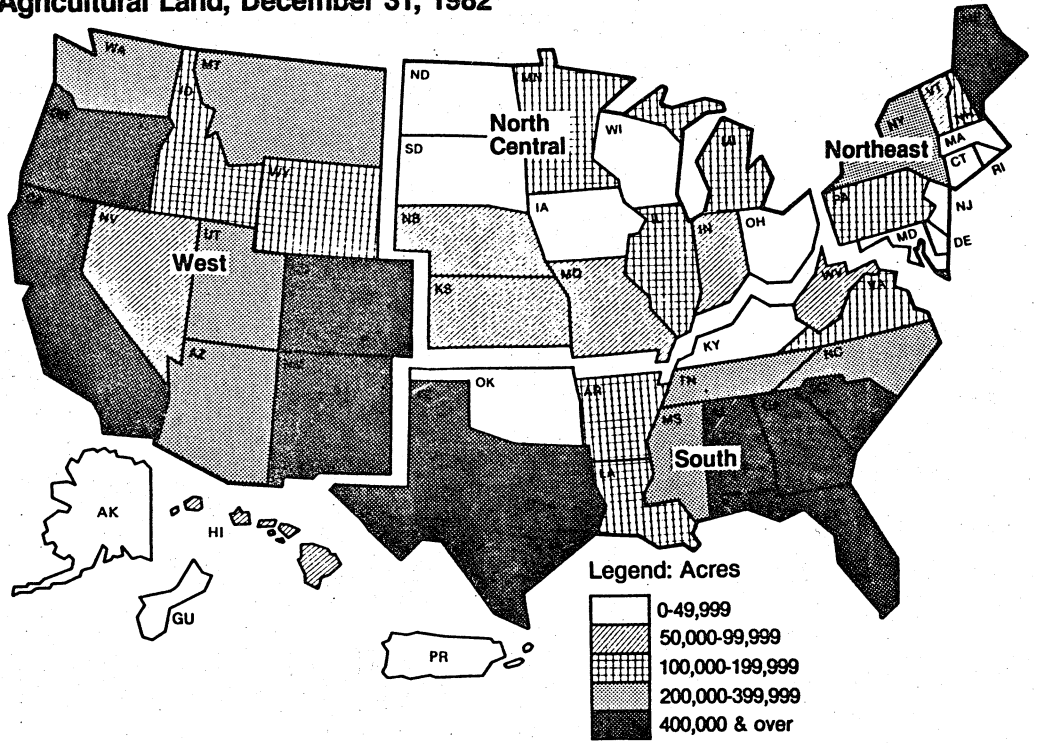 Agricultural Land, December 31, 1982
WA
MT
ND
MN
ID
North
Central
WI
SD
WY
NB
IA
IL
IN
OH
NV
UT
West
KS
MO
AZ
OK
AR
LA
KY
TN
NC
MS
South
WV
VA
Northeast
NY
VT
MA
CT
RI
PA
NJ
MD
DE
AK
HI
GU
PR
Legend: Acres
0-49,999
50,000-99,999
100,000-199,999
200,000-399,999
400,000 & over